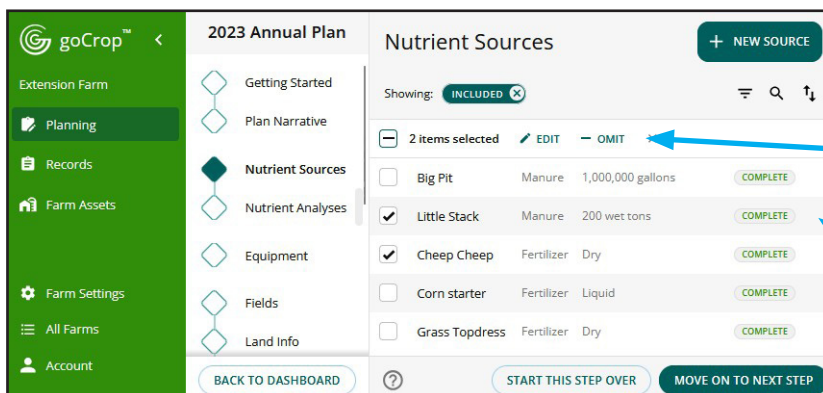 goCrop™ <
Extension Farm
Planning
Records
Farm Assets
Farm Settings
All Farms
Account
2023 Annual Plan
Getting Started
Plan Narrative
Nutrient Sources
Nutrient Analyses
Equipment
Fields
Land Info
BACK TO DASHBOARD
Nutrient Sources
+ NEW SOURCE
Showing: INCLUDED
2 items selected EDIT — OMIT
Big Pit Manure 1,000,000 gallons COMPLETE
Little Stack Manure 200 wet tons COMPLETE
Cheep Cheep Fertilizer Dry COMPLETE
Corn starter Fertilizer Liquid COMPLETE
Grass Topdress Fertilizer Dry COMPLETE
START THIS STEP OVER
MOVE ON TO NEXT STEP